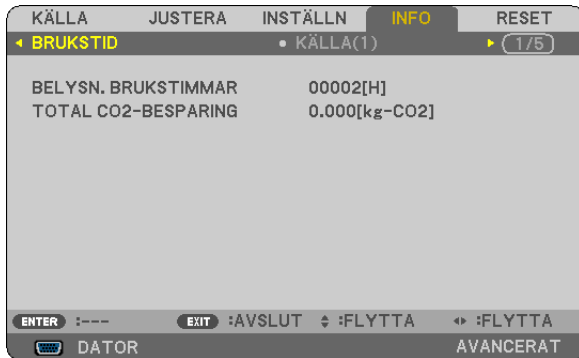 KÄLLA JUSTERA INSTÄLLN INFO RESET
BRUKSTID • KÄLLA(1) 1/5
BELYSN. BRUKSTIMMAR 00002[H]
TOTAL CO2-BESPARING 0.000[kg-CO2]
ENTER :--- EXIT :AVSLUT :FLYTTA :FLYTTA
DATOR AVANCERAT